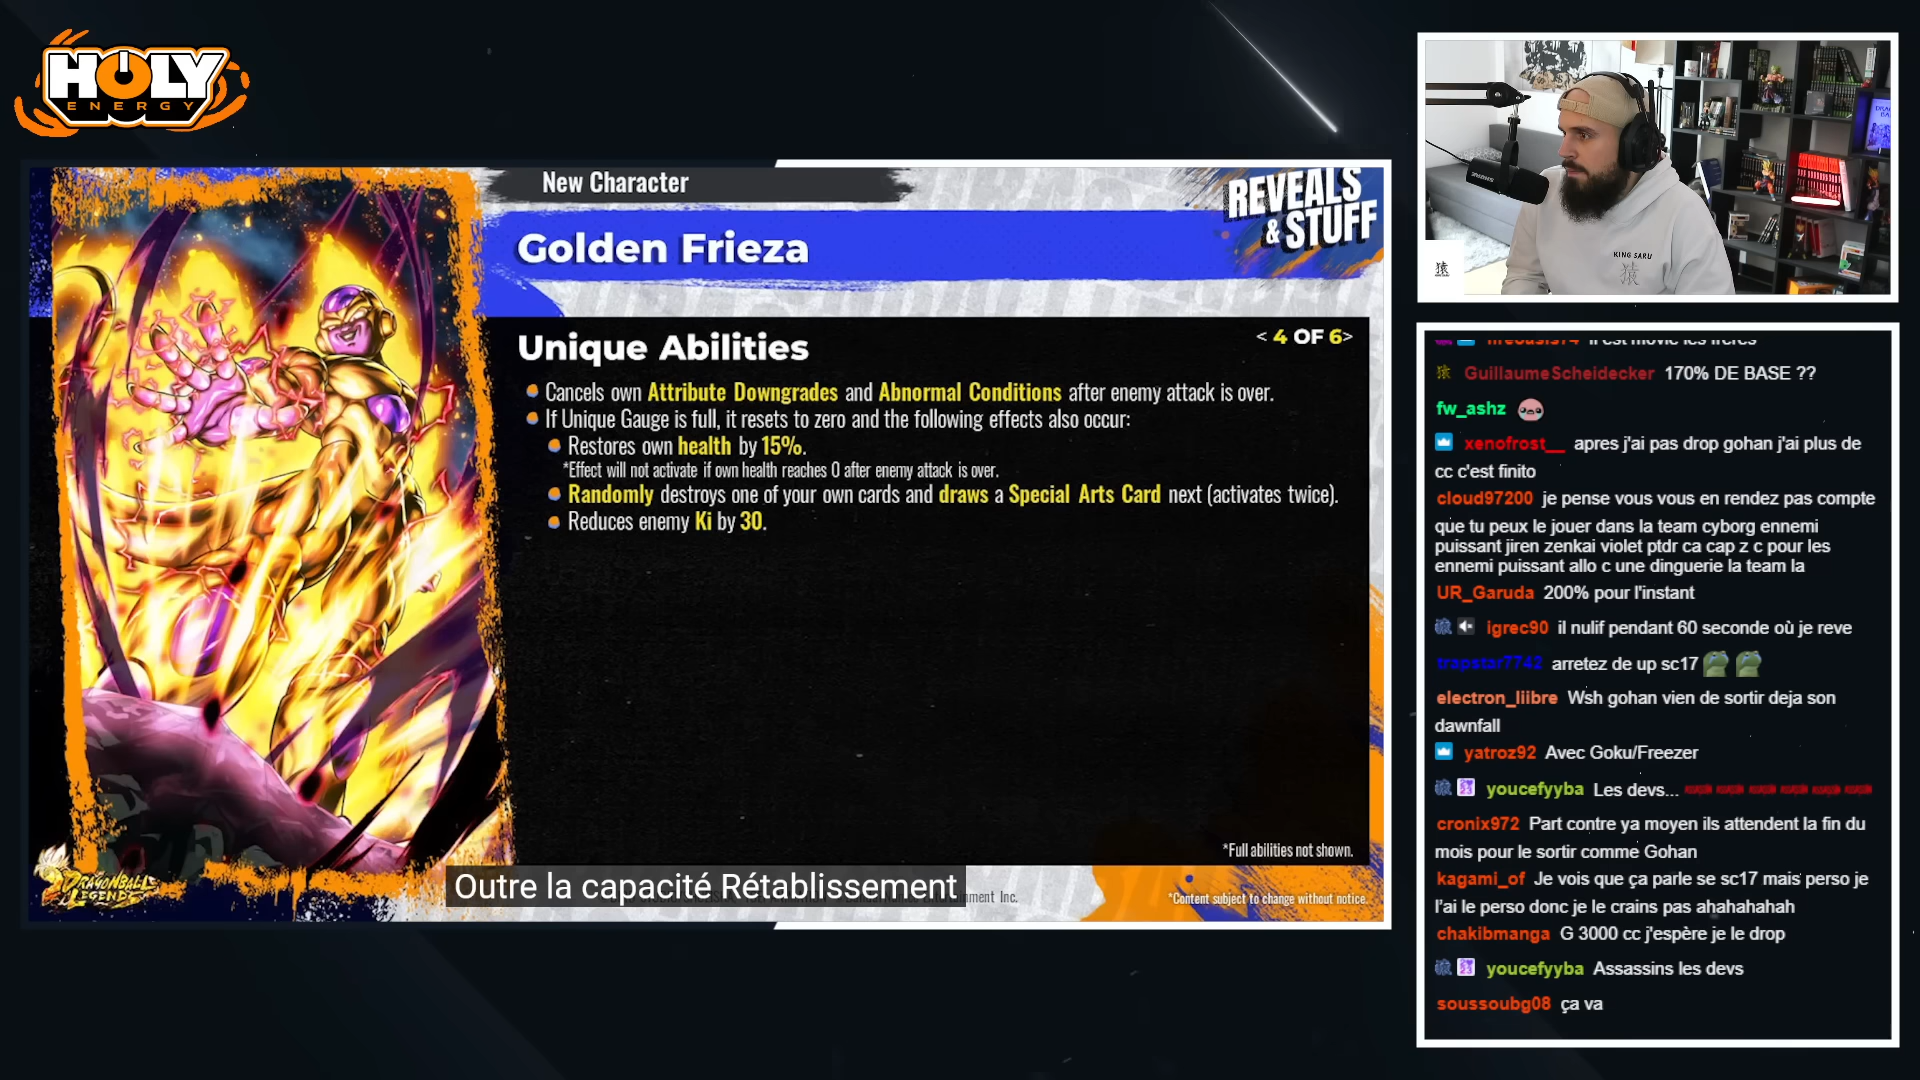 HOLY
ENERGY
New Character
REVEALS
& STUFF
Golden Frieza
Unique Abilities
< 4 OF 6>
Cancels own Attribute Downgrades and Abnormal Conditions after enemy attack is over.
If Unique Gauge is full, it resets to zero and the following effects also occur:
Restores own health by 15%.
*Effect will not activate if own health reaches 0 after enemy attack is over.
Randomly destroys one of your own cards and draws a Special Arts Card next (activates twice).
Reduces enemy Ki by 30.
*Full abilities not shown.
DRAGONBALL
LEGENDS
Outre la capacité Rétablissement
inment Inc.
*Content subject to change without notice.
KING SARU
猿
猿
GuillaumeScheidecker 170% DE BASE ??
fw_ashz
xenofrost__ apres j'ai pas drop gohan j'ai plus de
cc c'est finito
cloud97200 je pense vous vous en rendez pas compte
que tu peux le jouer dans la team cyborg ennemi
puissant jiren zenkai violet ptdr ca cap z c pour les
ennemi puissant allo c une dinguerie la team la
UR_Garuda 200% pour l'instant
igrec90 il nulif pendant 60 seconde où je reve
trapstar7742 arretez de up sc17
electron_liibre Wsh gohan vien de sortir deja son
dawnfall
yatroz92 Avec Goku/Freezer
youcefyyba Les devs...
cronix972 Part contre ya moyen ils attendent la fin du
mois pour le sortir comme Gohan
kagami_of Je vois que ça parle se sc17 mais perso je
l'ai le perso donc je le crains pas ahahahahah
chakibmanga G 3000 cc j'espère je le drop
youcefyyba Assassins les devs
soussoubg08 ça va